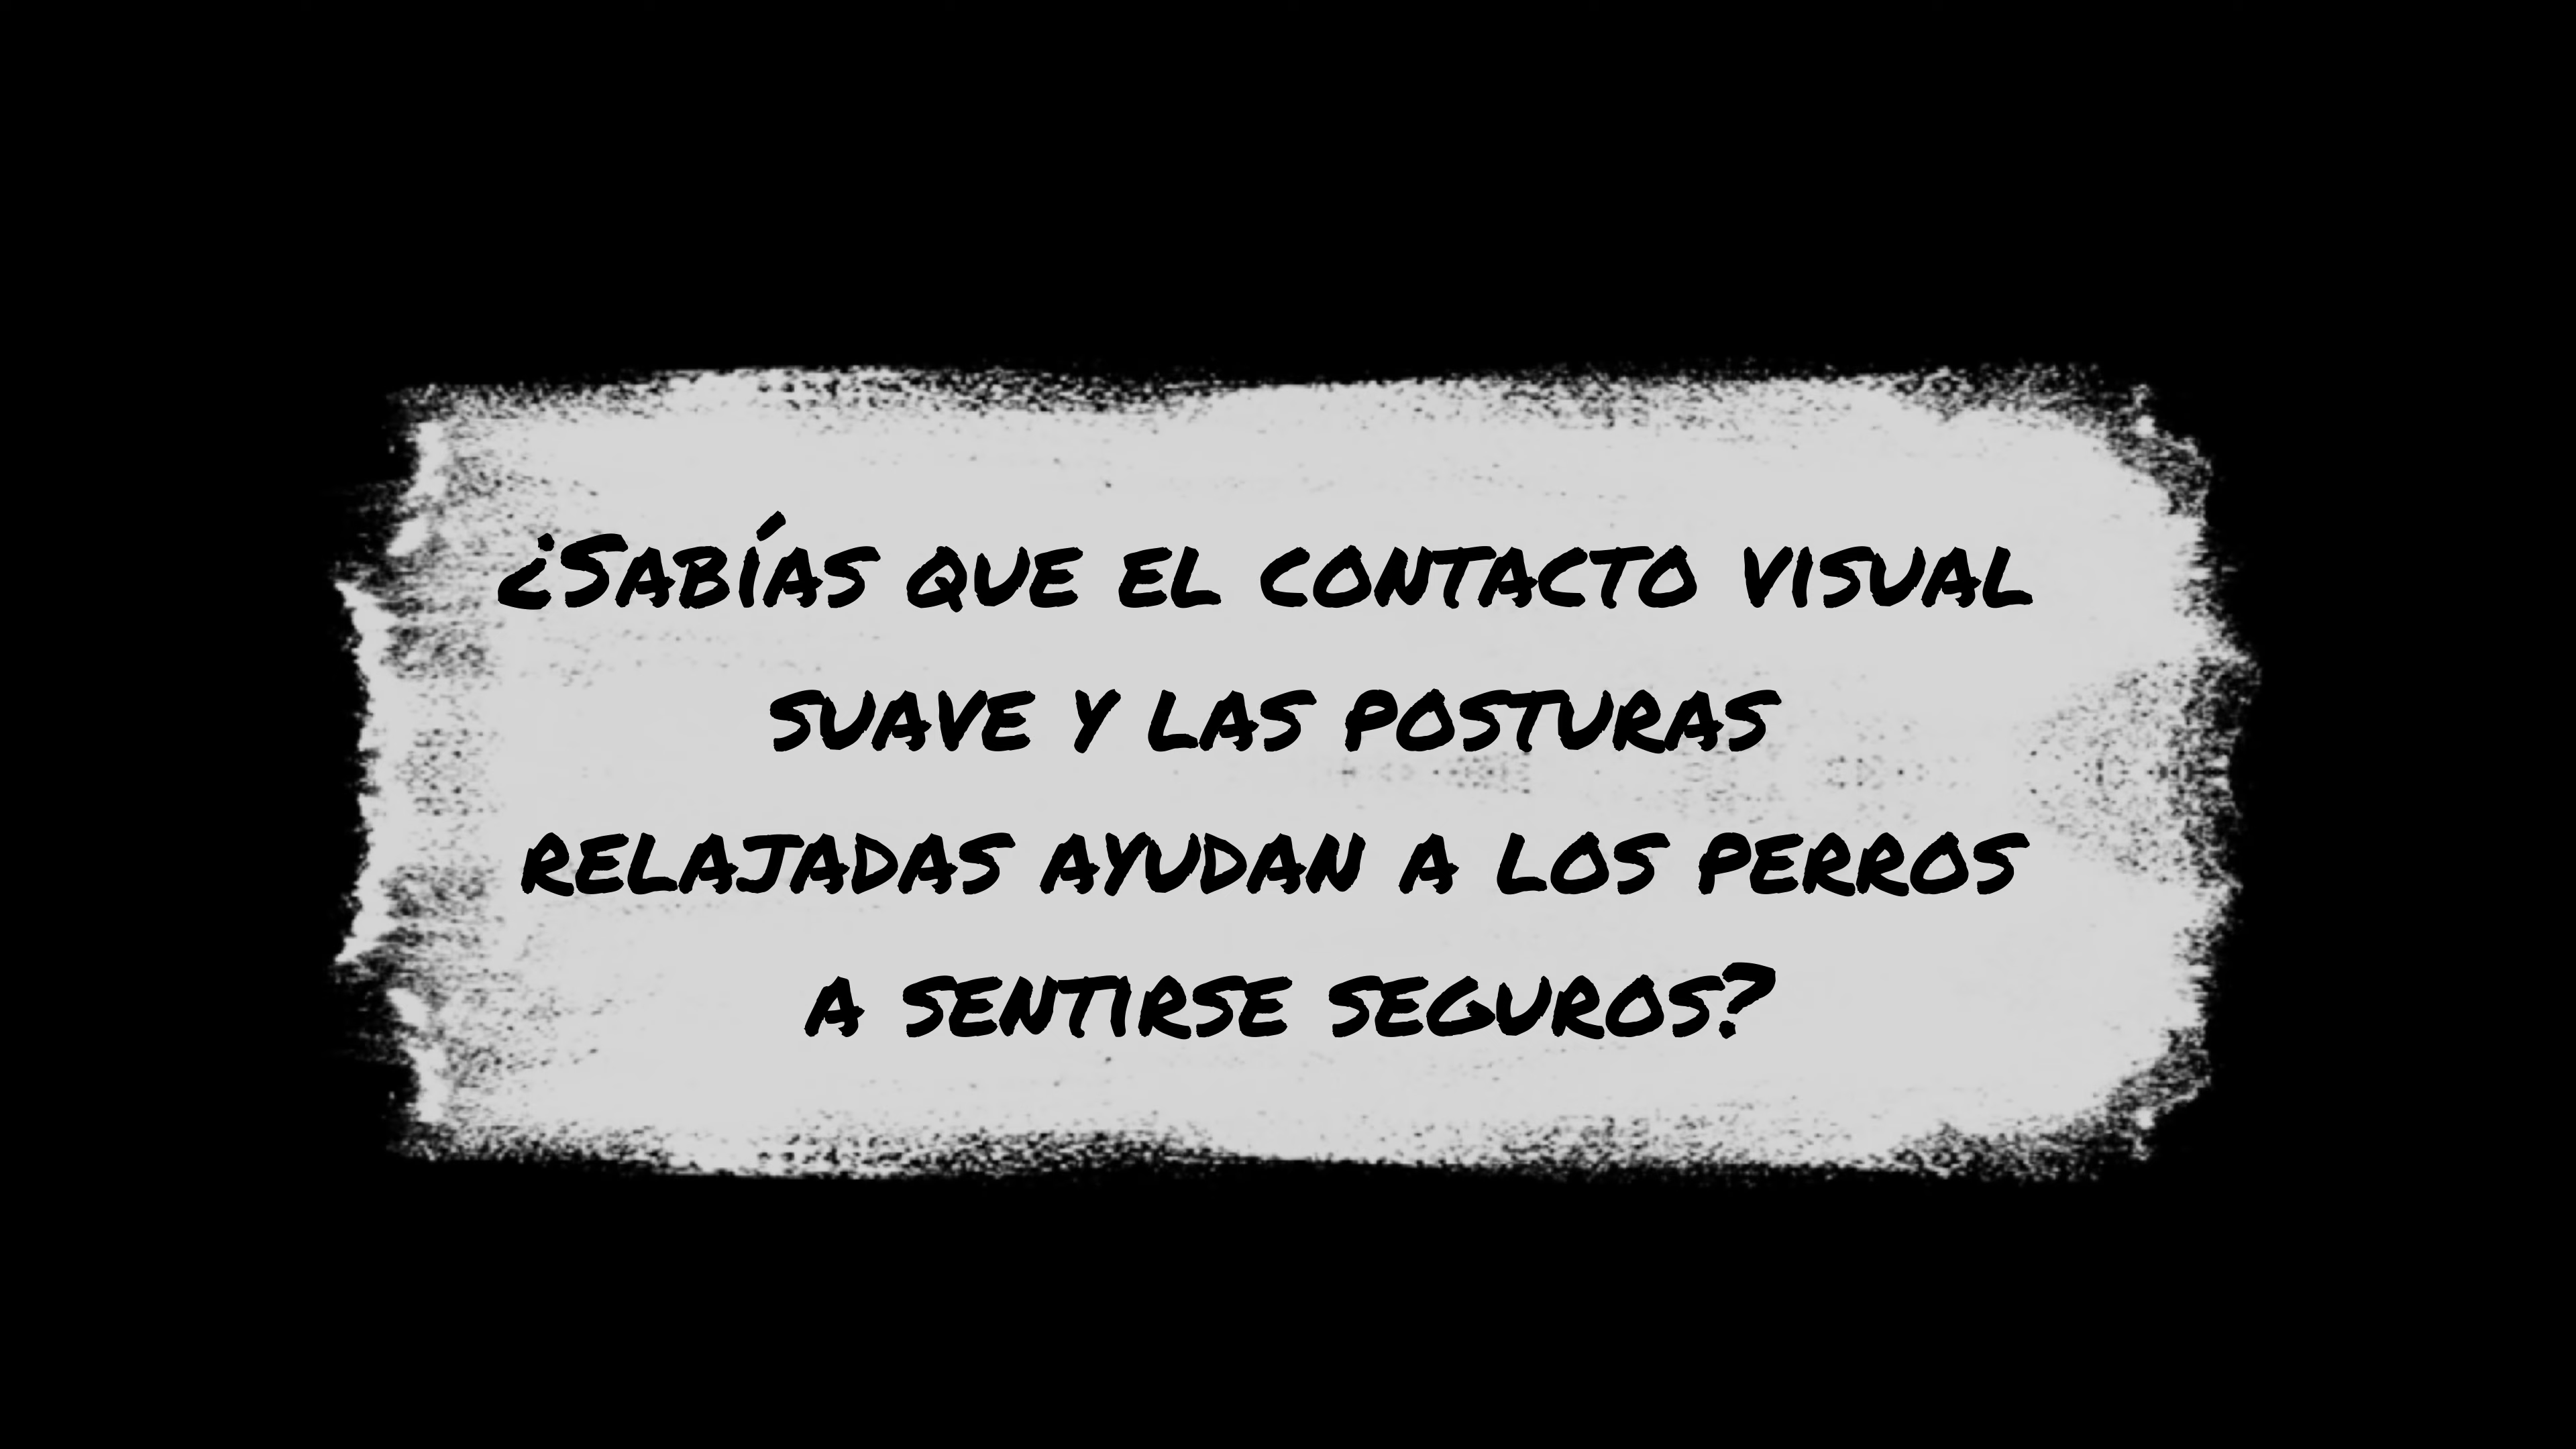 ¿Sabías que el contacto visual
suave y las posturas
relajadas ayudan a los perros
a sentirse seguros?